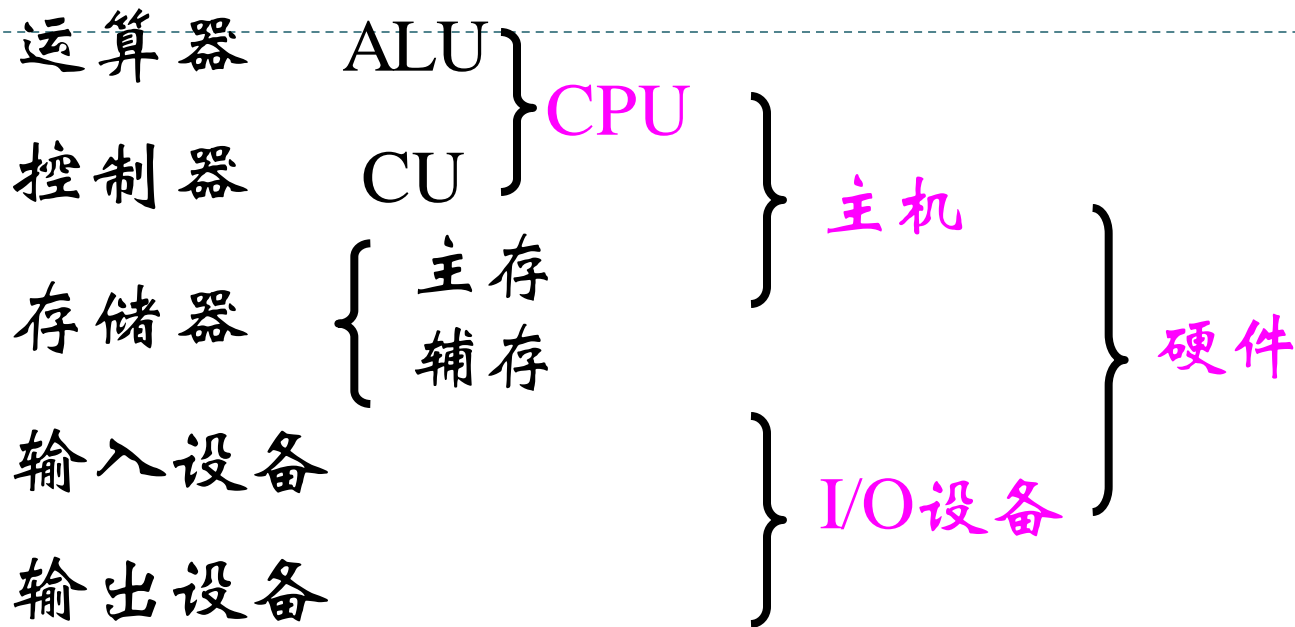 运算器 ALU
CPU
控制器 CU
主机
主存
存储器
硬件
辅存
输入设备
I/O设备
输出设备